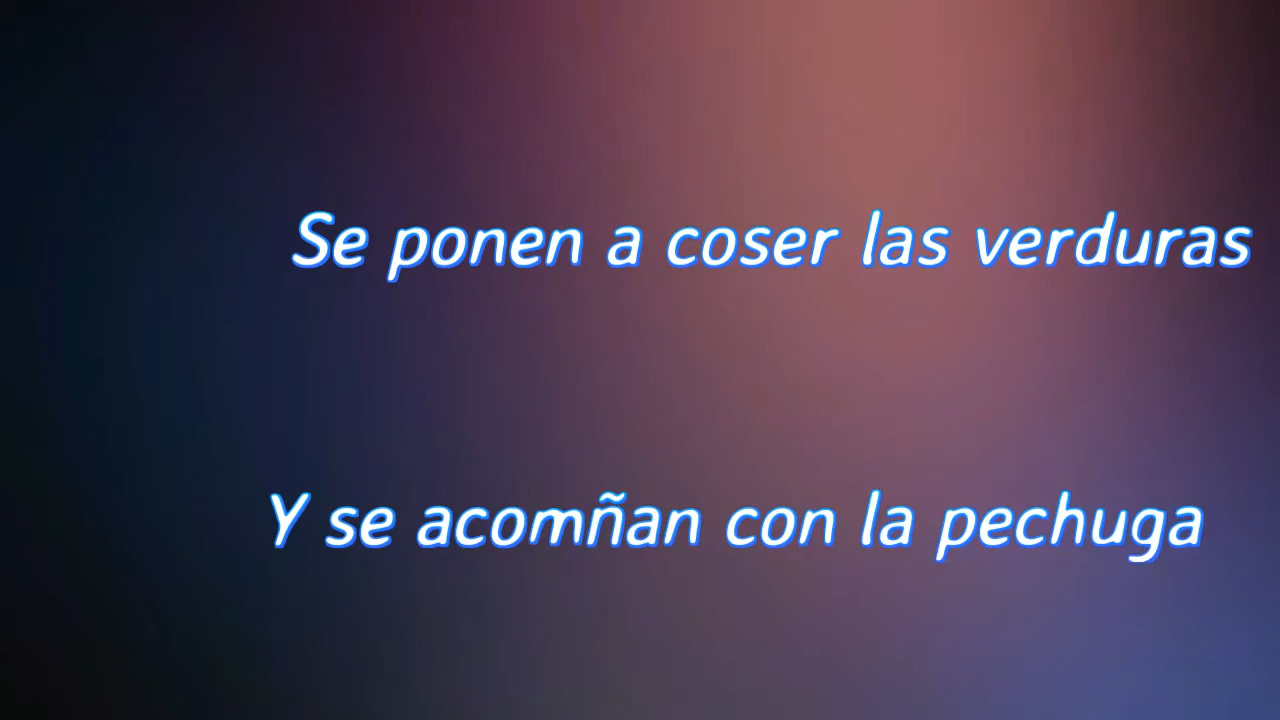 Se ponen a coser las verduras
Y se acomñan con la pechuga